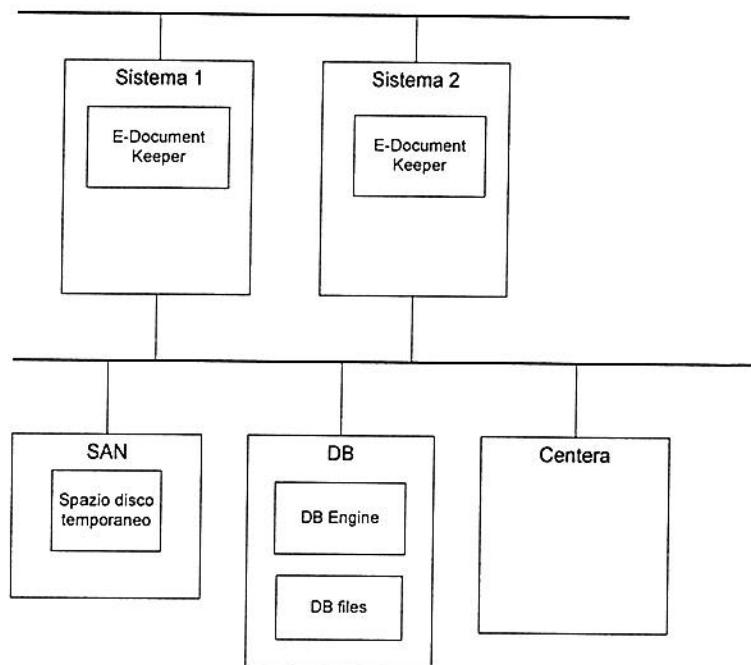 Sistema 1
Sistema 2
E-Document
Keeper
E-Document
Keeper
SAN
DB
Centera
Spazio disco
temporaneo
DB Engine
DB files